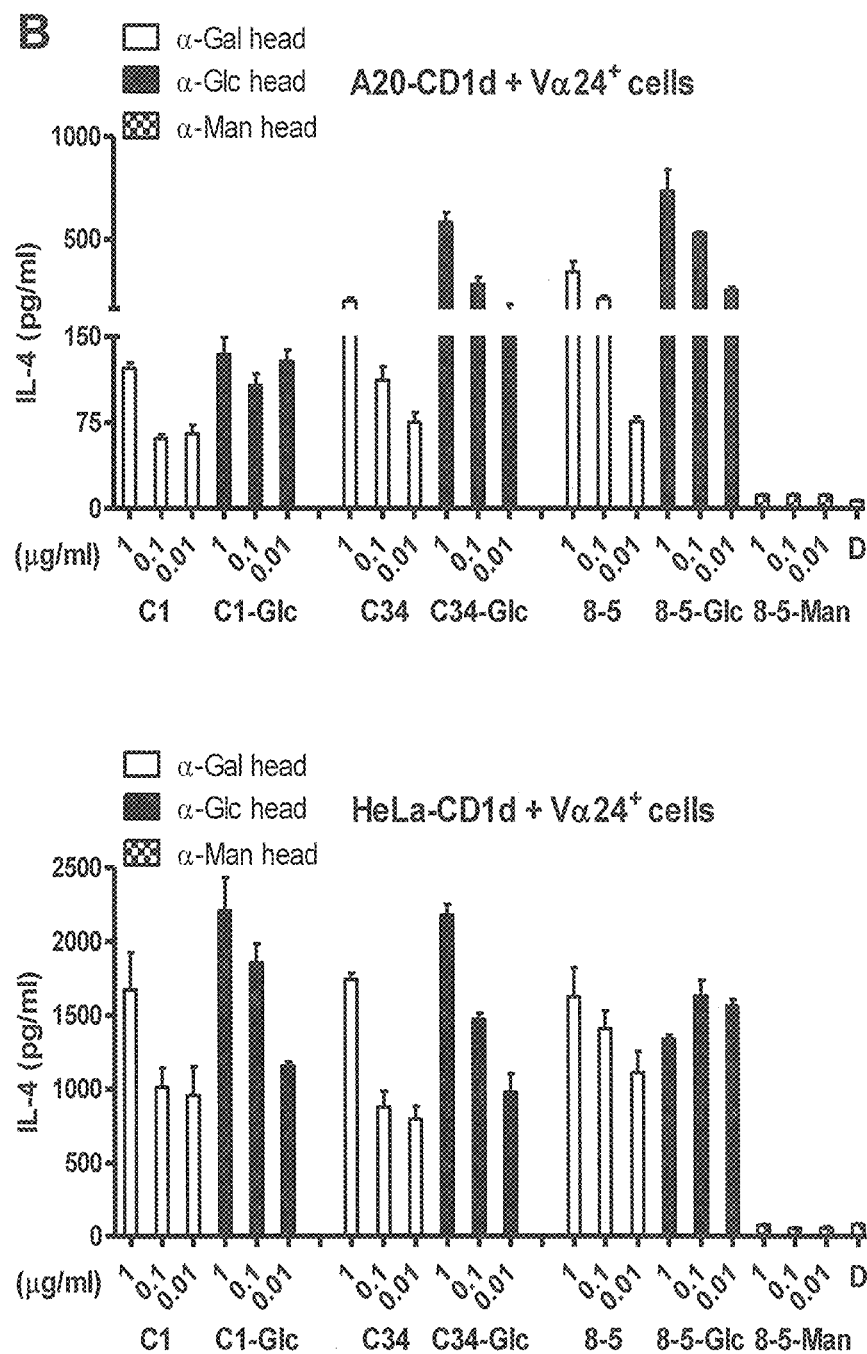 B
α-Gal head
α-Glc head
α-Man head
A20-CD1d + Vα24⁺ cells
IL-4 (pg/ml)
1000
500
150
75
0
(μg/ml) 1 0.1 0.01 1 0.1 0.01 1 0.1 0.01 1 0.1 0.01 1 0.1 0.01 1 0.1 0.01 1 0.1 0.01 D
C1 C1-Glc C34 C34-Glc 8-5 8-5-Glc 8-5-Man
α-Gal head
α-Glc head
α-Man head
HeLa-CD1d + Vα24⁺ cells
IL-4 (pg/ml)
2500
2000
1500
1000
500
0
(μg/ml) 1 0.1 0.01 1 0.1 0.01 1 0.1 0.01 1 0.1 0.01 1 0.1 0.01 1 0.1 0.01 1 0.1 0.01 D
C1 C1-Glc C34 C34-Glc 8-5 8-5-Glc 8-5-Man